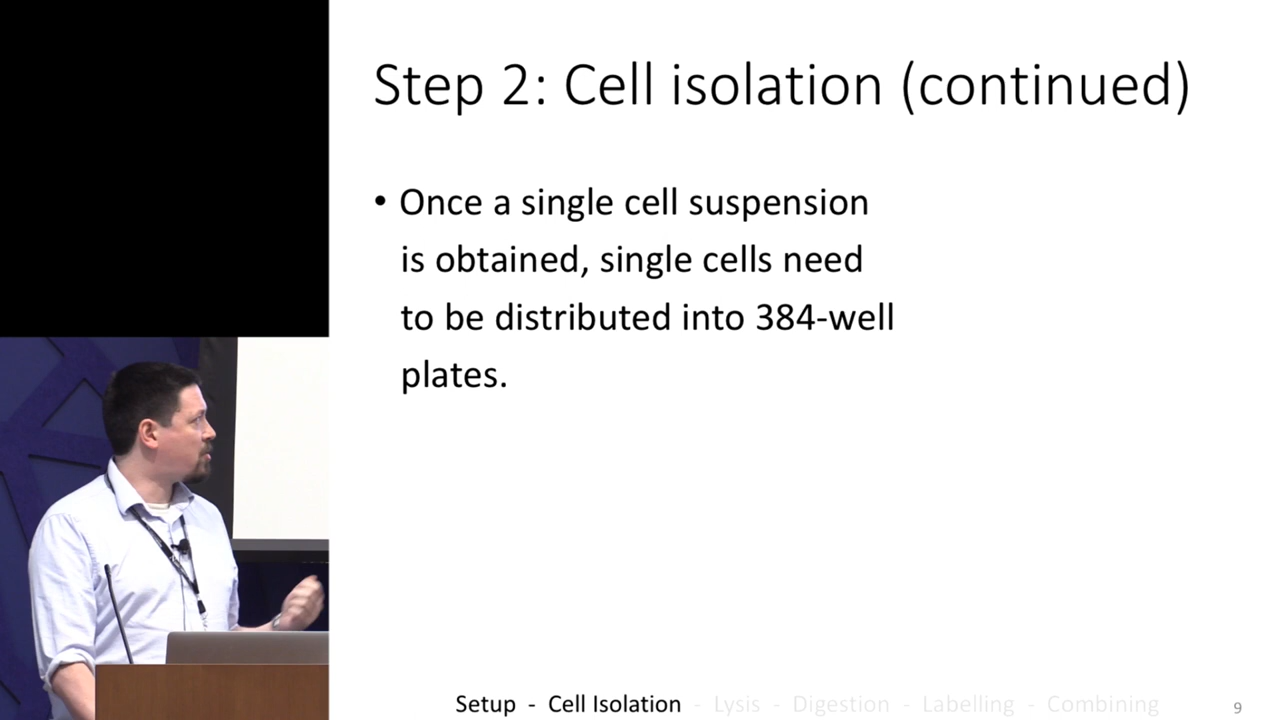 Step 2: Cell isolation (continued)
• Once a single cell suspension
is obtained, single cells need
to be distributed into 384-well
plates.
Setup - Cell Isolation - Lysis - Digestion - Labelling - Combining
9